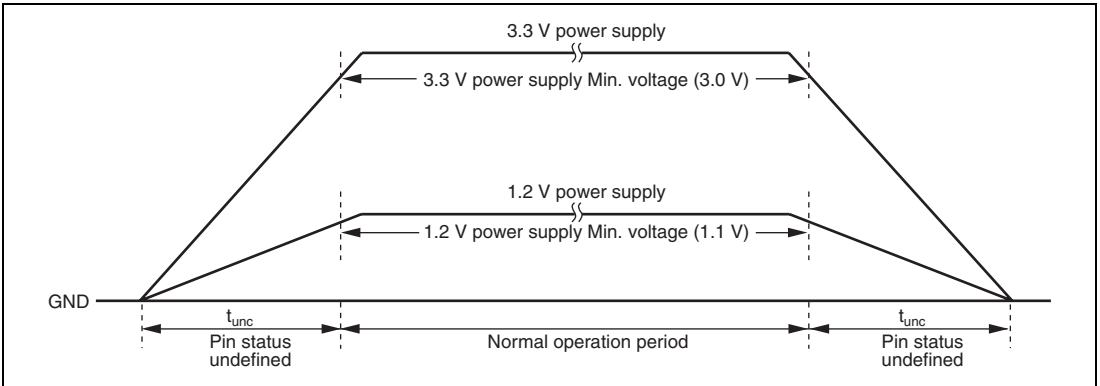 3.3 V power supply
3.3 V power supply Min. voltage (3.0 V)
1.2 V power supply
1.2 V power supply Min. voltage (1.1 V)
GND
tunc
Pin status
undefined
Normal operation period
tunc
Pin status
undefined